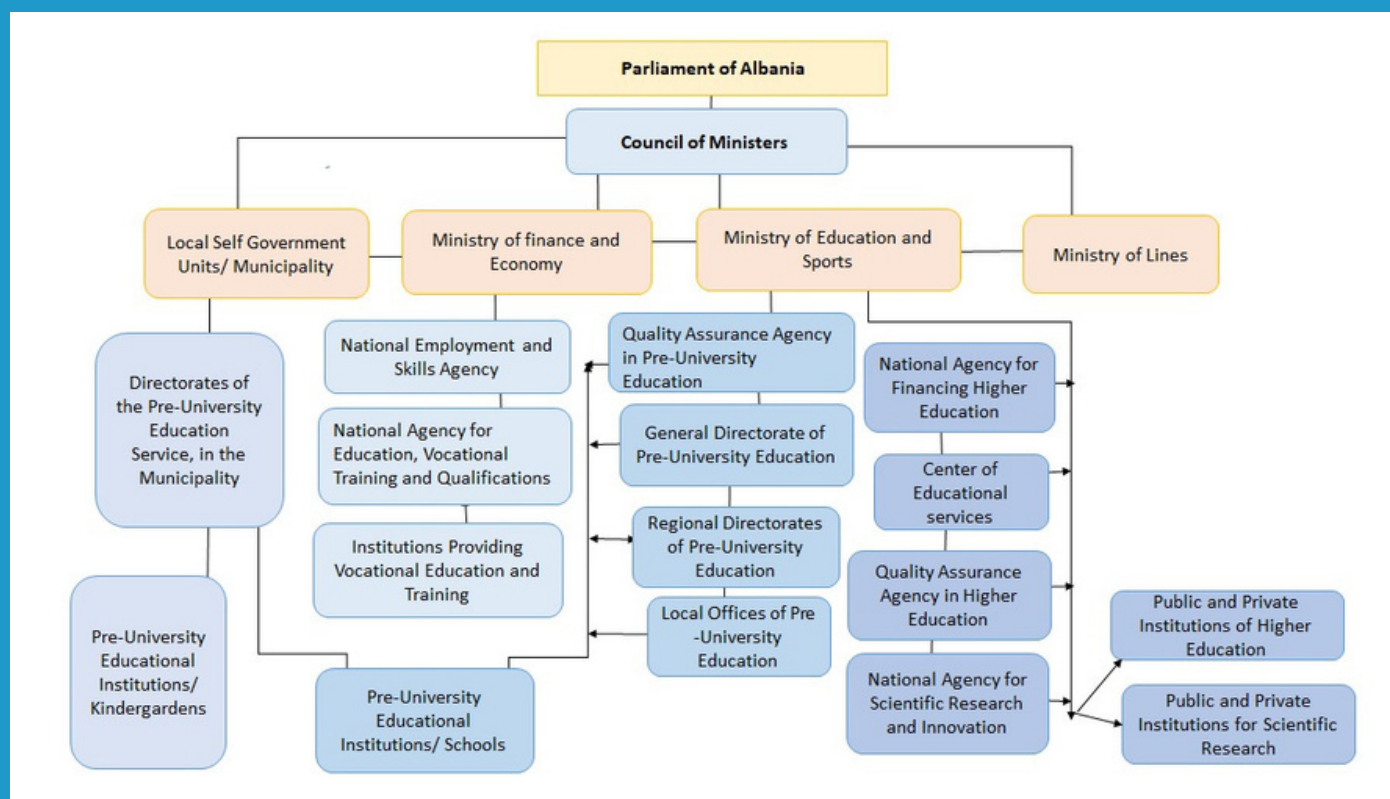 Parliament of Albania
Council of Ministers
Local Self Government
Units/ Municipality
Ministry of finance and
Economy
Ministry of Education and
Sports
Ministry of Lines
Directorates of
the Pre-University
Education
Service, in the
Municipality
Pre-University
Educational
Institutions/
Kindergardens
National Employment and
Skills Agency
National Agency for
Education, Vocational
Training and Qualifications
Institutions Providing
Vocational Education and
Training
Pre-University
Educational
Institutions/ Schools
Quality Assurance Agency
in Pre-University
Education
General Directorate of
Pre-University Education
Regional Directorates
of Pre-University
Education
Local Offices of Pre
-University
Education
National Agency for
Financing Higher
Education
Center of
Educational
services
Quality Assurance
Agency in Higher
Education
National Agency for
Scientific Research
and Innovation
Public and Private
Institutions of Higher
Education
Public and Private
Institutions for Scientific
Research